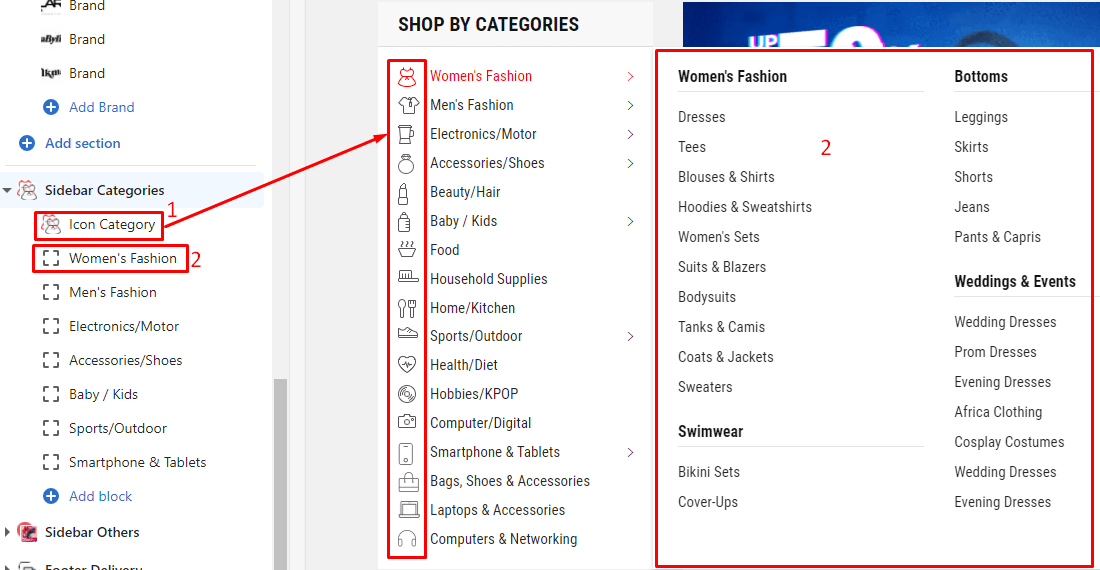 Brand
Brand
Brand
Add Brand
Add section
Sidebar Categories
1
Icon Category
Women's Fashion
2
Men's Fashion
Electronics/Motor
Accessories/Shoes
Baby / Kids
Sports/Outdoor
Smartphone & Tablets
Add block
Sidebar Others
Footer Delivery
SHOP BY CATEGORIES
Women's Fashion
Men's Fashion
Electronics/Motor
Accessories/Shoes
Beauty/Hair
Baby / Kids
Food
Household Supplies
Home/Kitchen
Sports/Outdoor
Health/Diet
Hobbies/KPOP
Computer/Digital
Smartphone & Tablets
Bags, Shoes & Accessories
Laptops & Accessories
Computers & Networking
UP
Women's Fashion
Dresses
Tees
2
Blouses & Shirts
Hoodies & Sweatshirts
Women's Sets
Suits & Blazers
Bodysuits
Tanks & Camis
Coats & Jackets
Sweaters
Swimwear
Bikini Sets
Cover-Ups
Bottoms
Leggings
Skirts
Shorts
Jeans
Pants & Capris
Weddings & Events
Wedding Dresses
Prom Dresses
Evening Dresses
Africa Clothing
Cosplay Costumes
Wedding Dresses
Evening Dresses